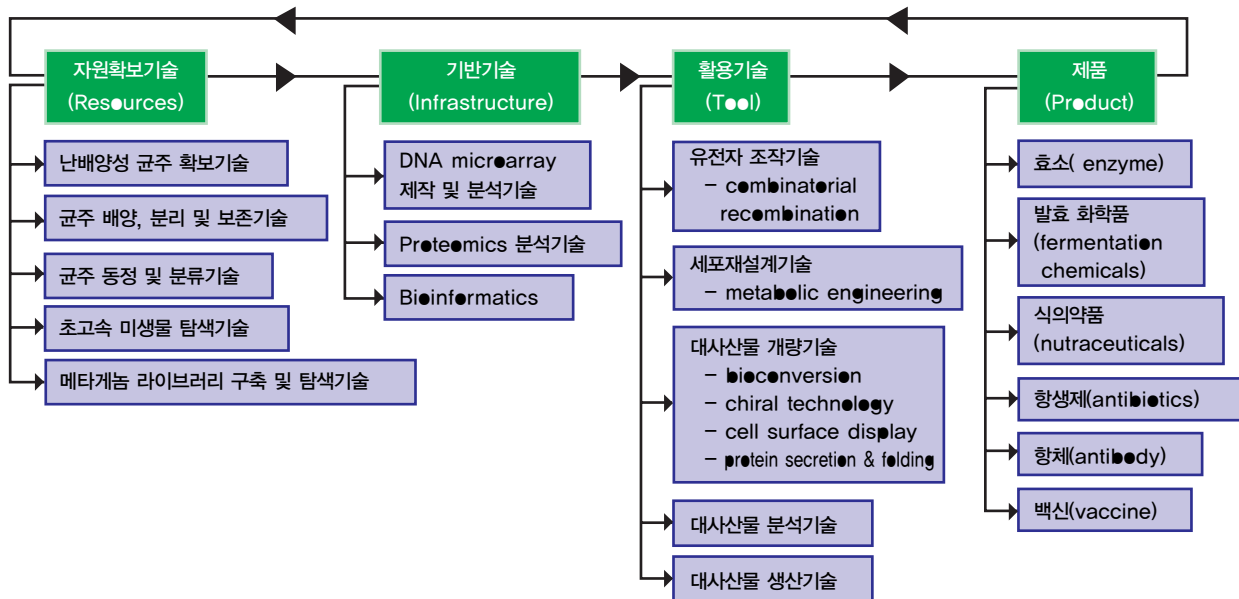 자원확보기술
(Resources)
난배양성 균주 확보기술
균주 배양, 분리 및 보존기술
균주 동정 및 분류기술
초고속 미생물 탐색기술
메타게놈 라이브러리 구축 및 탐색기술
기반기술
(Infrastructure)
DNA microarray
제작 및 분석기술
Proteomics 분석기술
Bioinformatics
활용기술
(Tool)
유전자 조작기술
– combinatorial
recombination
세포재설계기술
– metabolic engineering
대사산물 개량기술
– bioconversion
– chiral technology
– cell surface display
– protein secretion & folding
대사산물 분석기술
대사산물 생산기술
제품
(Product)
효소( enzyme)
발효 화학품
(fermentation
chemicals)
식의약품
(nutraceuticals)
항생제(antibiotics)
항체(antibody)
백신(vaccine)